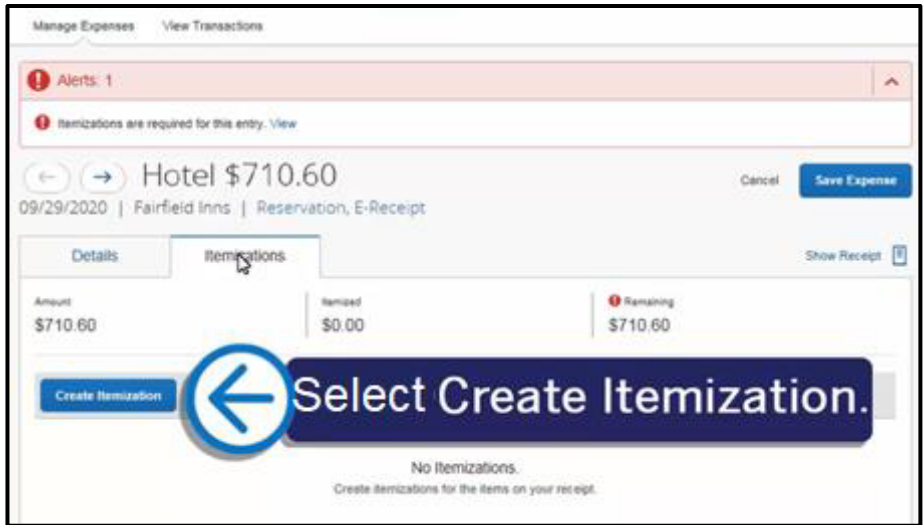 Manage Expenses View Transactions
Alerts: 1
Itemizations are required for this entry. View
Hotel $710.60
Cancel Save Expense
09/29/2020 | Fairfield Inns | Reservation, E-Receipt
Details Itemizations Show Receipt
Amount Itemized Remaining
$710.60 $0.00 $710.60
Create Itemization
Select Create Itemization.
No Itemizations.
Create itemizations for the items on your receipt.